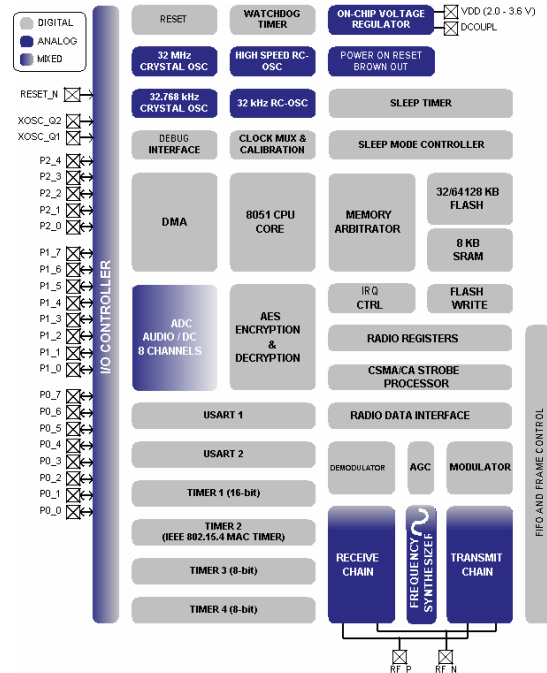 DIGITAL
ANALOG
MIXED
RESET
WATCHDOG
TIMER
ON-CHIP VOLTAGE
REGULATOR
VDD (2.0 - 3.6 V)
DCOUPL
32 MHz
CRYSTAL OSC
HIGH SPEED RC-
OSC
POWER ON RESET
BROWN OUT
32.768 kHz
CRYSTAL OSC
32 kHz RC-OSC
SLEEP TIMER
DEBUG
INTERFACE
CLOCK MUX &
CALIBRATION
SLEEP MODE CONTROLLER
RESET_N
XOSC_Q2
XOSC_Q1
P2_4
P2_3
P2_2
P2_1
P2_0
P1_7
P1_6
P1_5
P1_4
P1_3
P1_2
P1_1
P1_0
P0_7
P0_6
P0_5
P0_4
P0_3
P0_2
P0_1
P0_0
I/O CONTROLLER
DMA
8051 CPU
CORE
MEMORY
ARBITRATOR
32/64128 KB
FLASH
8 KB
SRAM
ADC
AUDIO / DC
8 CHANNELS
AES
ENCRYPTION
&
DECRYPTION
IRQ
CTRL
FLASH
WRITE
RADIO REGISTERS
CSMA/CA STROBE
PROCESSOR
USART 1
RADIO DATA INTERFACE
USART 2
TIMER 1 (16-bit)
TIMER 2
(IEEE 802.15.4 MAC TIMER)
TIMER 3 (8-bit)
TIMER 4 (8-bit)
DEMODULATOR
AGC
MODULATOR
RECEIVE
CHAIN
FREQUENCY
SYNTHESIZER
TRANSMIT
CHAIN
FIFO AND FRAME CONTROL
RF_P
RF_N